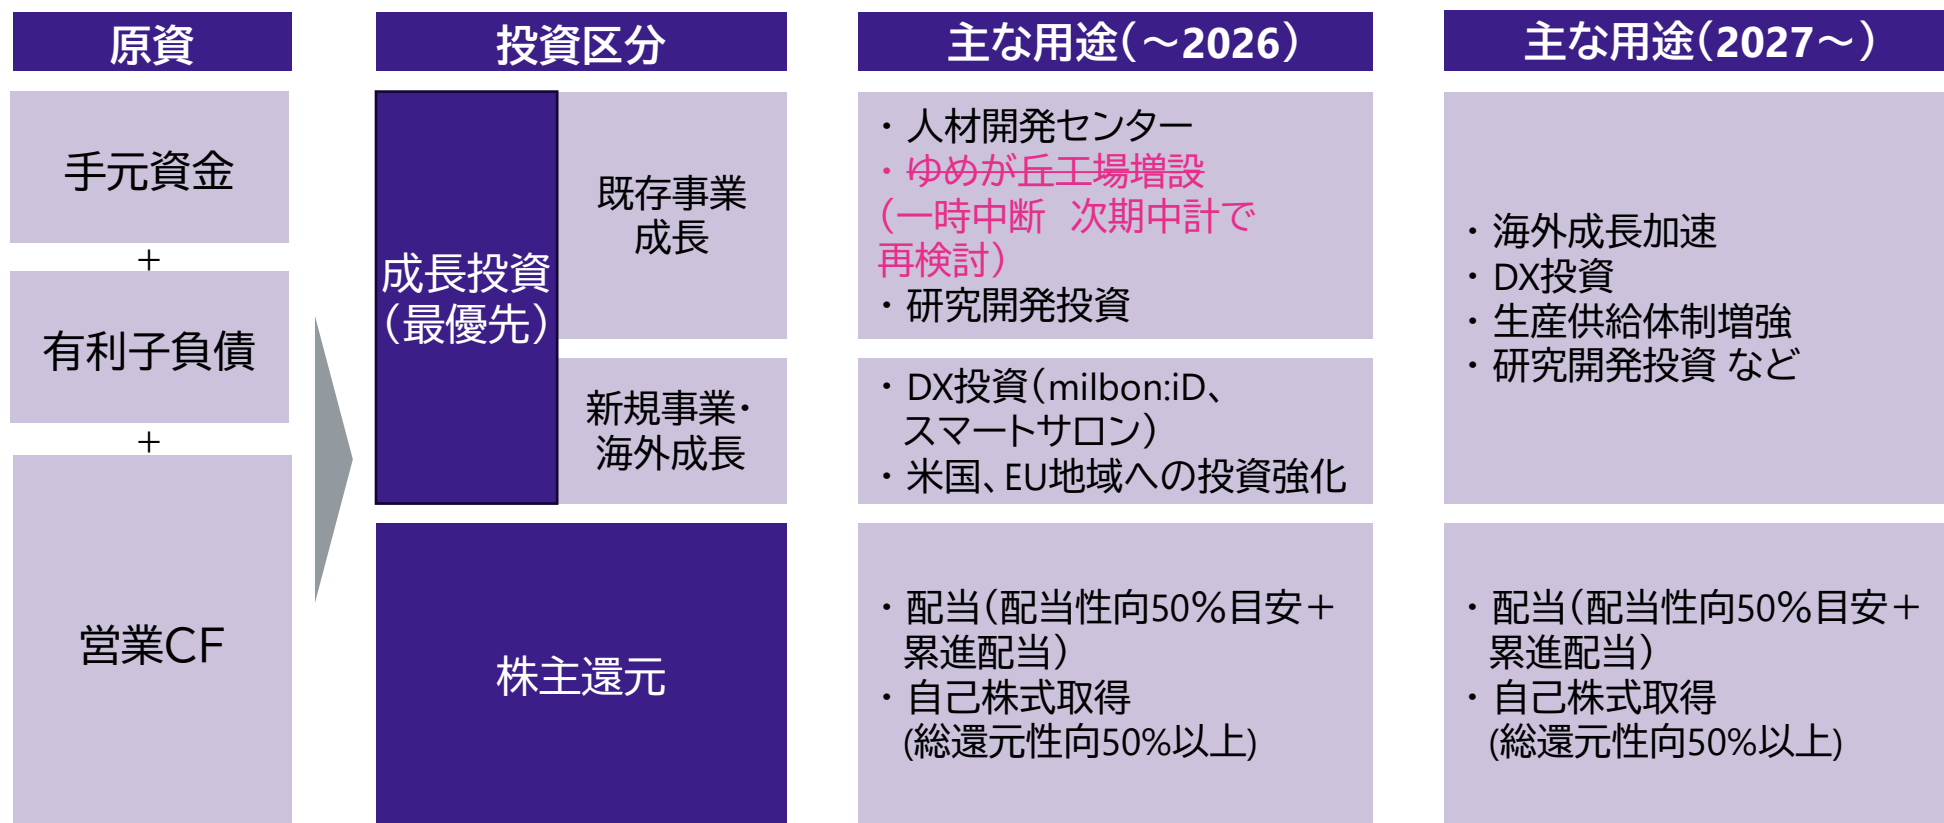 原資
手元資金
+
有利子負債
+
営業CF
投資区分
成長投資
（最優先）
既存事業
成長
新規事業・
海外成長
株主還元
主な用途（～2026）
・人材開発センター
・ゆめが丘工場増設
（一時中断　次期中計で
再検討）
・研究開発投資
・DX投資（milbon:iD、
スマートサロン）
・米国、EU地域への投資強化
・配当（配当性向50%目安＋
累進配当）
・自己株式取得
(総還元性向50%以上)
主な用途（2027～）
・海外成長加速
・DX投資
・生産供給体制増強
・研究開発投資 など
・配当（配当性向50%目安＋
累進配当）
・自己株式取得
(総還元性向50%以上)